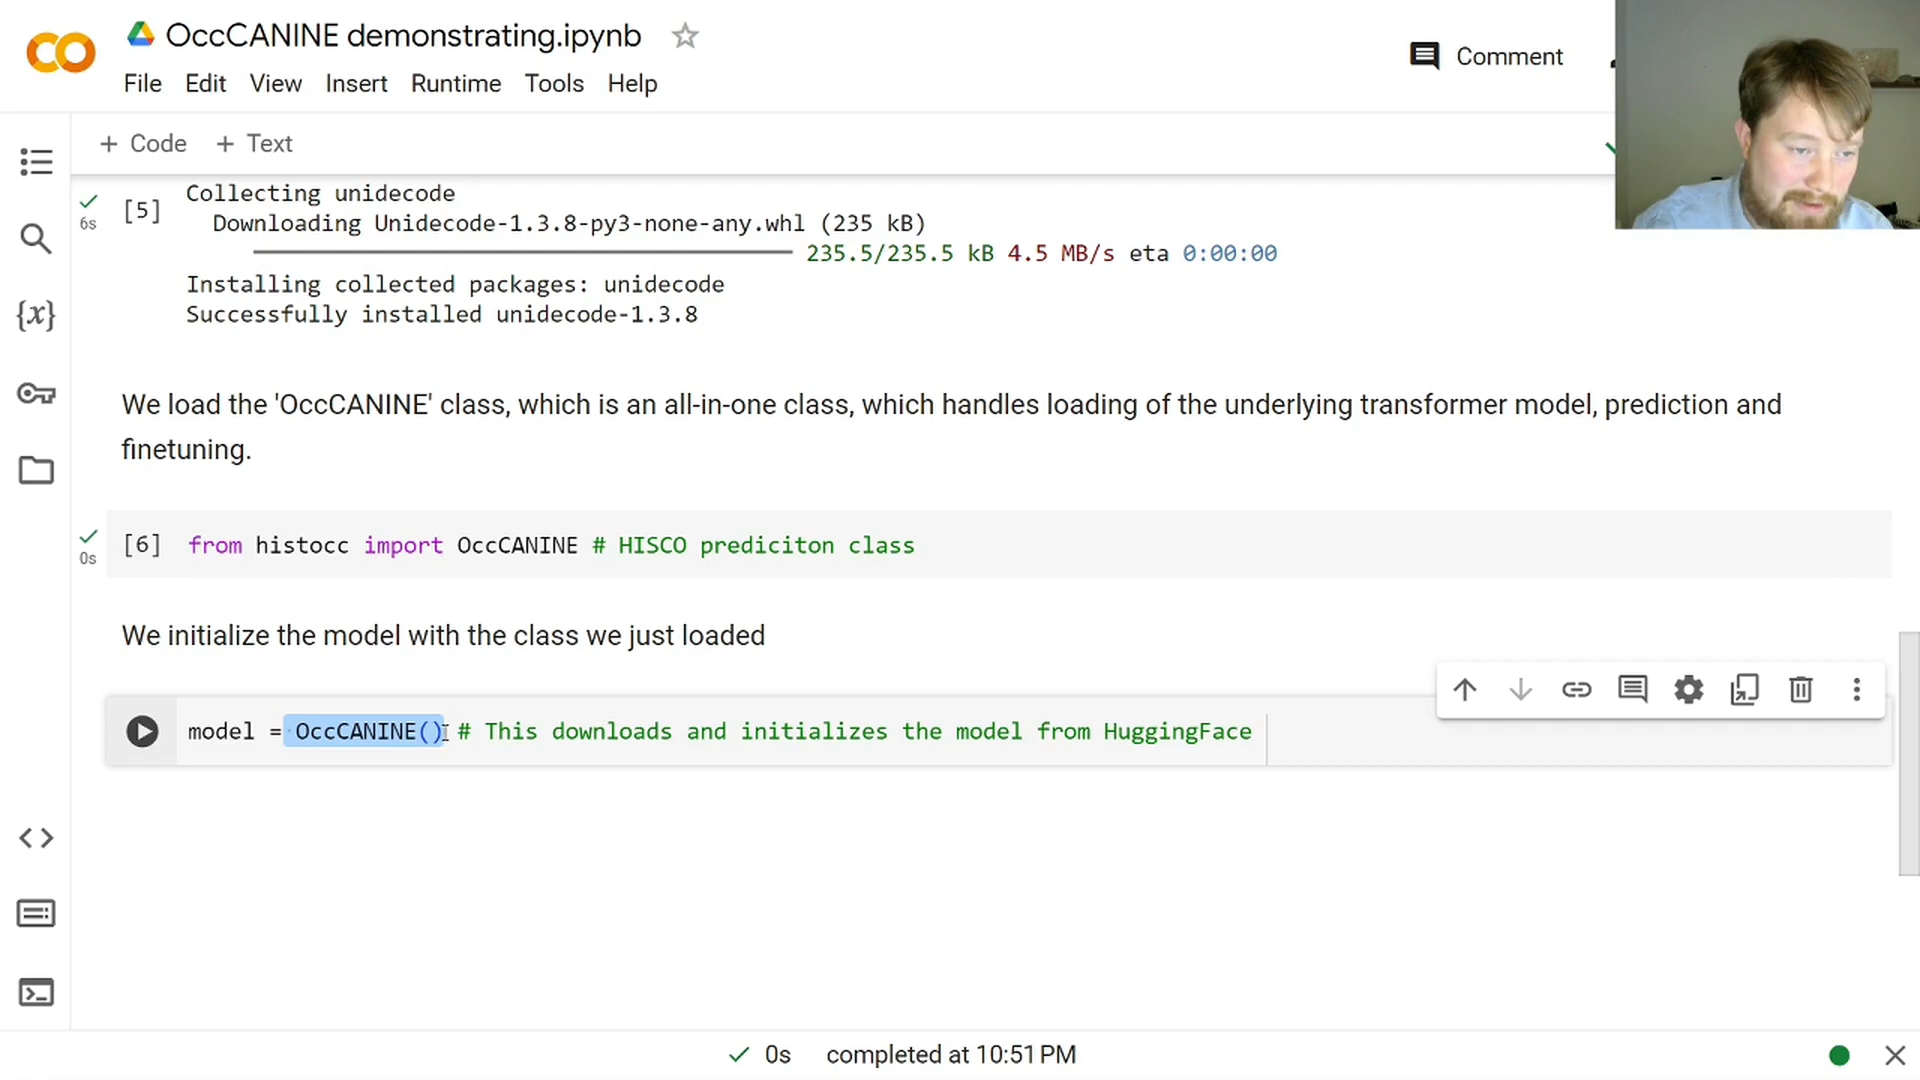 OccCANINE demonstrating.ipynb
File Edit View Insert Runtime Tools Help
Comment
+ Code + Text
[5]
6s
Collecting unidecode
Downloading Unidecode-1.3.8-py3-none-any.whl (235 kB)
235.5/235.5 kB 4.5 MB/s eta 0:00:00
Installing collected packages: unidecode
Successfully installed unidecode-1.3.8
We load the 'OccCANINE' class, which is an all-in-one class, which handles loading of the underlying transformer model, prediction and
finetuning.
[6] from histocc import OccCANINE # HISCO prediciton class
0s
We initialize the model with the class we just loaded
model = OccCANINE() # This downloads and initializes the model from HuggingFace
0s completed at 10:51 PM